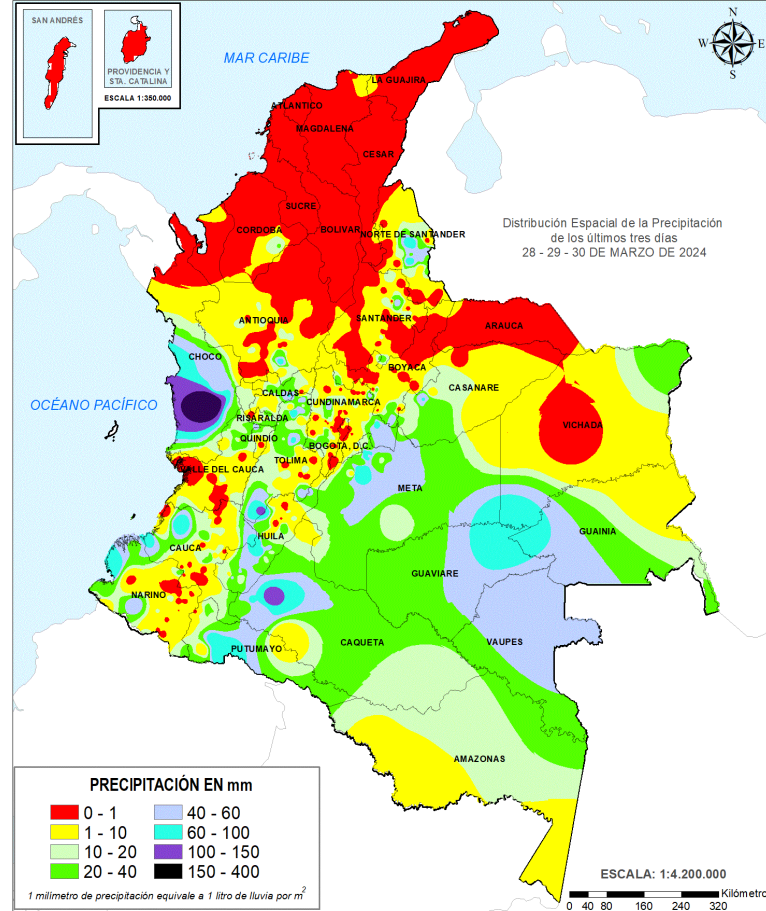 SAN ANDRÉS
PROVIDENCIA Y
STA. CATALINA
ESCALA 1:350.000
MAR CARIBE
N
W
E
S
LA GUAJIRA
ATLANTICO
MAGDALENA
CESAR
SUCRE
CORDOBA
BOLIVAR
NORTE DE SANTANDER
Distribución Espacial de la Precipitación
de los últimos tres días
28 - 29 - 30 DE MARZO DE 2024
ANTIOQUIA
SANTANDER
ARAUCA
CHOCO
BOYACA
CASANARE
CALDAS
CUNDINAMARCA
OCÉANO PACÍFICO
RISARALDA
VICHADA
QUINDIO
BOGOTA, D.C.
TOLIMA
VALLE DEL CAUCA
META
HUILA
GUAINIA
CAUCA
GUAVIARE
NARIÑO
CAQUETA
VAUPES
PUTUMAYO
AMAZONAS
PRECIPITACIÓN EN mm
0 - 1
40 - 60
1 - 10
60 - 100
10 - 20
100 - 150
20 - 40
150 - 400
1 milímetro de precipitación equivale a 1 litro de lluvia por m²
ESCALA: 1:4.200.000
Kilómetro
0 40 80 160 240 320